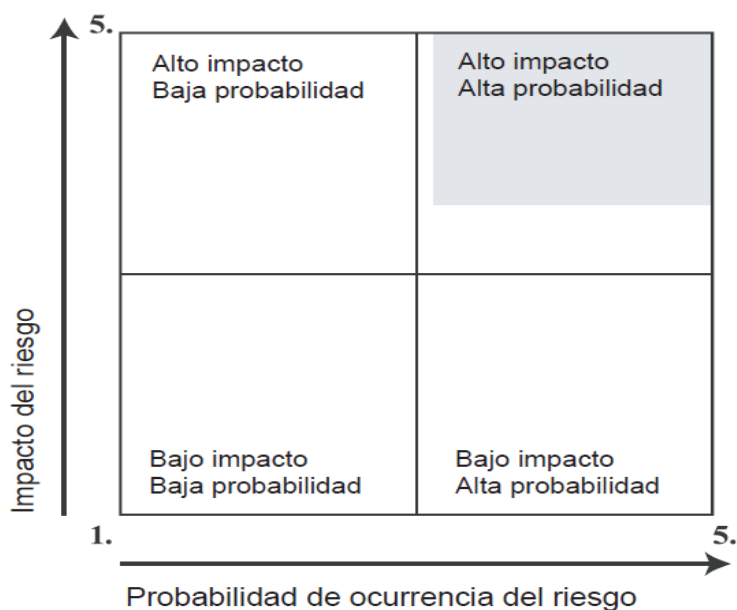 5.
Alto impacto
Baja probabilidad
Alto impacto
Alta probabilidad
Impacto del riesgo
Bajo impacto
Baja probabilidad
Bajo impacto
Alta probabilidad
1.
5.
Probabilidad de ocurrencia del riesgo